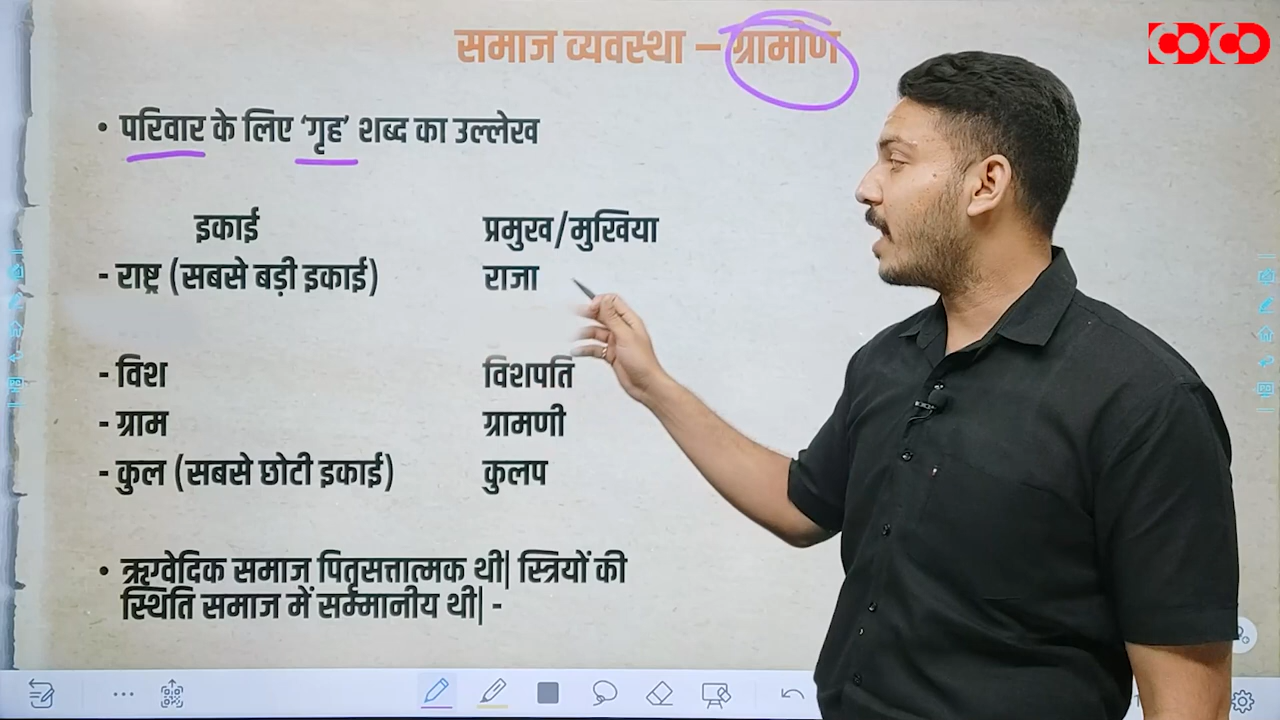 COCO
समाज व्यवस्था – ग्रामीण
• परिवार के लिए ‘गृह’ शब्द का उल्लेख
इकाई प्रमुख/मुखिया
- राष्ट्र (सबसे बड़ी इकाई) राजा
- विश विशपति
- ग्राम ग्रामणी
- कुल (सबसे छोटी इकाई) कुलप
• ऋग्वेदिक समाज पितृसत्तात्मक थी| स्त्रियों की
स्थिति समाज में सम्मानीय थी| -